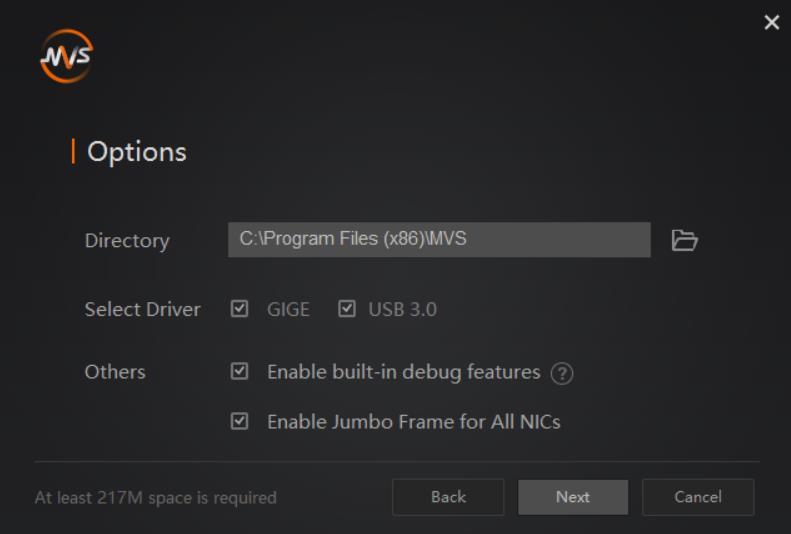 MVS
Options
Directory C:\Program Files (x86)\MVS
Select Driver GIGE USB 3.0
Others Enable built-in debug features ?
Enable Jumbo Frame for All NICs
At least 217M space is required Back Next Cancel